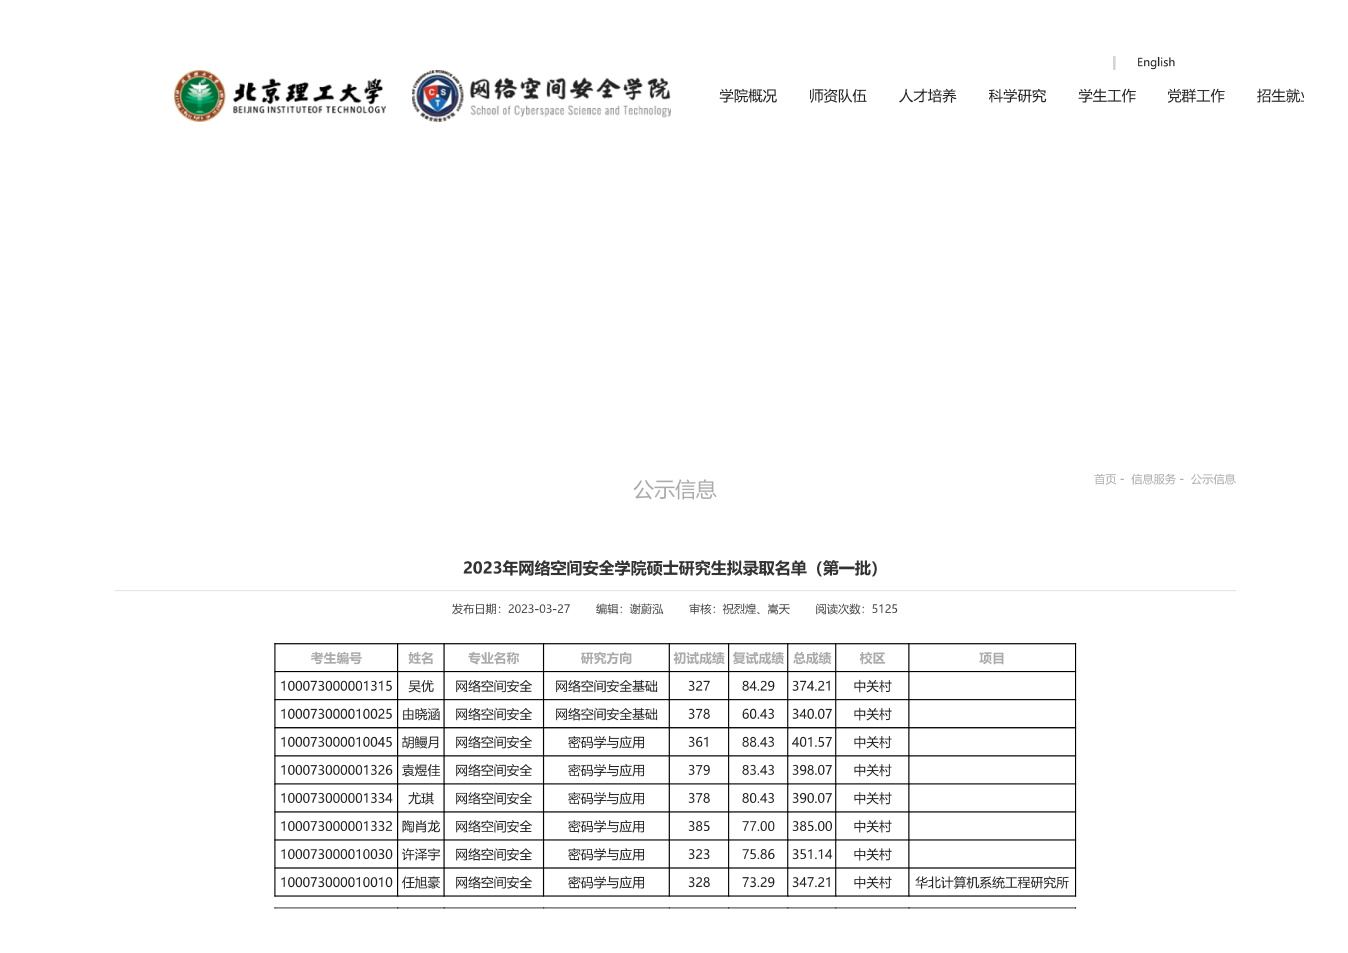 English
北京理工大学
BEIJING INSTITUTEOF TECHNOLOGY
网络空间安全学院
School of Cyberspace Science and Technology
学院概况 师资队伍 人才培养 科学研究 学生工作 党群工作 招生就
公示信息
首页 - 信息服务 - 公示信息
2023年网络空间安全学院硕士研究生拟录取名单（第一批）
发布日期：2023-03-27 编辑：谢蔚泓 审核：祝烈煌、嵩天 阅读次数：5125
考生编号 姓名 专业名称 研究方向 初试成绩 复试成绩 总成绩 校区 项目
100073000001315 吴优 网络空间安全 网络空间安全基础 327 84.29 374.21 中关村
100073000010025 由晓涵 网络空间安全 网络空间安全基础 378 60.43 340.07 中关村
100073000010045 胡鳗月 网络空间安全 密码学与应用 361 88.43 401.57 中关村
100073000001326 袁煜佳 网络空间安全 密码学与应用 379 83.43 398.07 中关村
100073000001334 尤琪 网络空间安全 密码学与应用 378 80.43 390.07 中关村
100073000001332 陶肖龙 网络空间安全 密码学与应用 385 77.00 385.00 中关村
100073000010030 许泽宇 网络空间安全 密码学与应用 323 75.86 351.14 中关村
100073000010010 任旭豪 网络空间安全 密码学与应用 328 73.29 347.21 中关村 华北计算机系统工程研究所